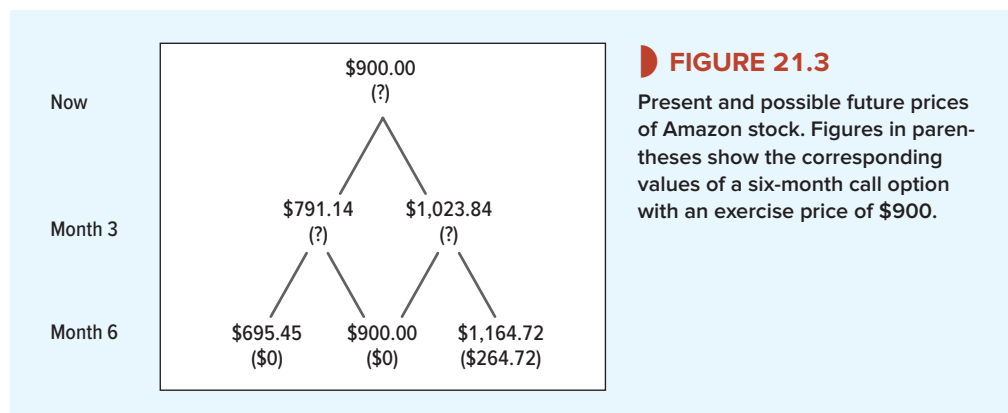 FIGURE 21.3
Present and possible future prices
of Amazon stock. Figures in paren-
theses show the corresponding
values of a six-month call option
with an exercise price of $900.
Now
$900.00
(?)
Month 3
$791.14 $1,023.84
(?) (?)
Month 6
$695.45 $900.00 $1,164.72
($0) ($0) ($264.72)